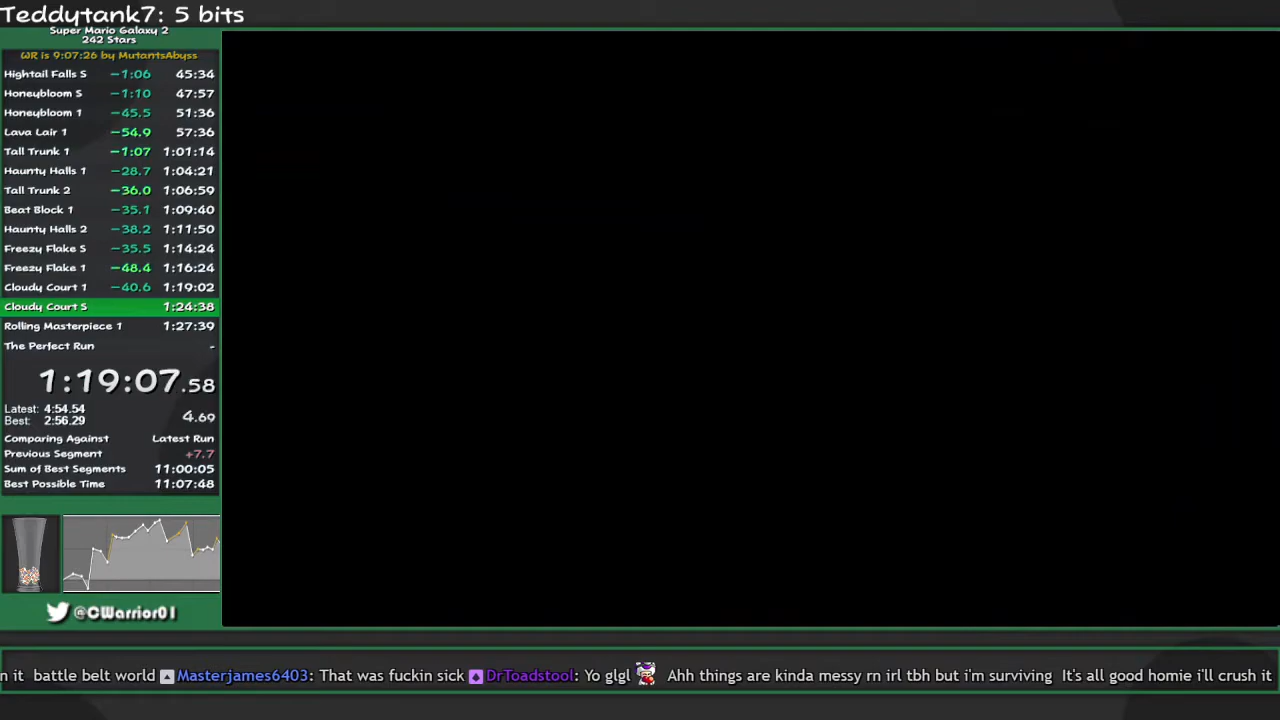 Teddytank7: 5 bits
Super Mario Galaxy 2
242 Stars
WR is 9:07:26 by MutantsAbyss
Hightail Falls S -1:06 45:34
Honeybloom S -1:10 47:57
Honeybloom 1 -45.5 51:36
Lava Lair 1 -54.9 57:36
Tall Trunk 1 -1:07 1:01:14
Haunty Halls 1 -28.7 1:04:21
Tall Trunk 2 -36.0 1:06:59
Beat Block 1 -35.1 1:09:40
Haunty Halls 2 -38.2 1:11:50
Freezy Flake S -35.5 1:14:24
Freezy Flake 1 -48.4 1:16:24
Cloudy Court 1 -40.6 1:19:02
Cloudy Court S 1:24:38
Rolling Masterpiece 1 1:27:39
The Perfect Run -
1:19:07.58
Latest: 4:54.54
Best: 2:56.29 4.69
Comparing Against Latest Run
Previous Segment +7.7
Sum of Best Segments 11:00:05
Best Possible Time 11:07:48
@CWarrior01
n it battle belt world Masterjames6403: That was fuckin sick DrToadstool: Yo glgl Ahh things are kinda messy rn irl tbh but i'm surviving It's all good homie i'll crush it